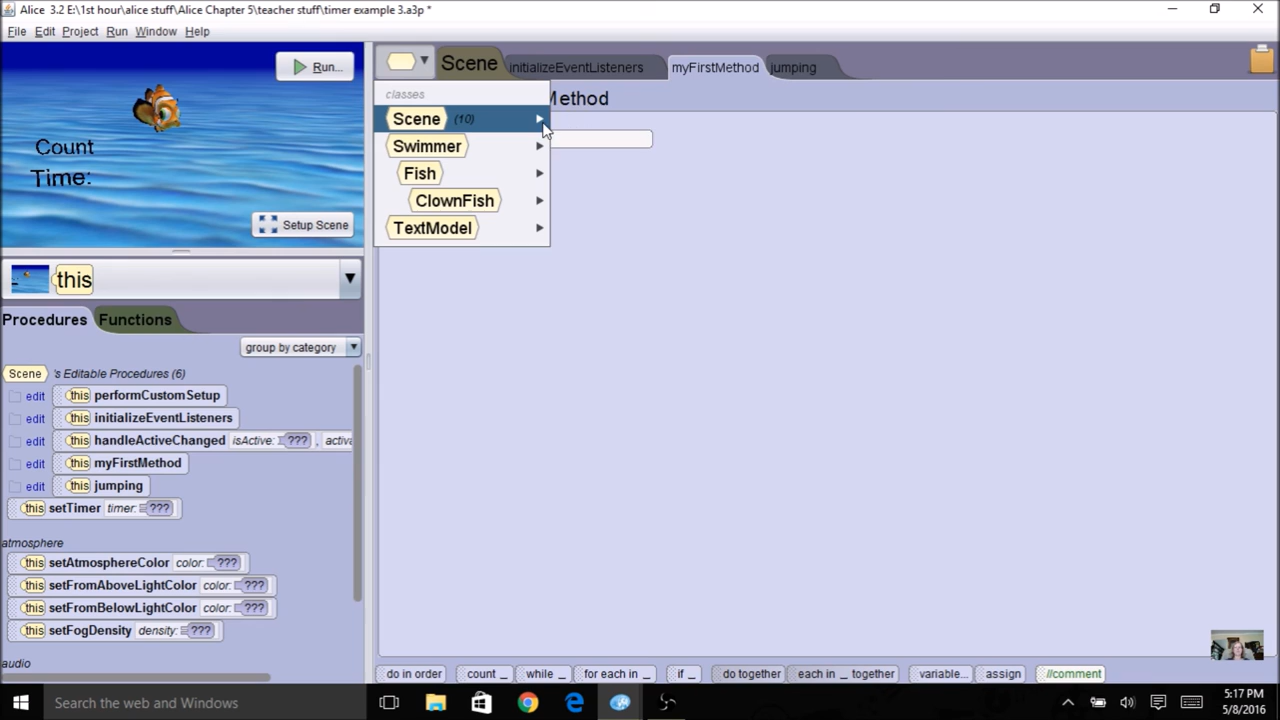 Alice 3.2 E:\1st hour\alice stuff\Alice Chapter 5\teacher stuff\timer example 3.a3p *
File Edit Project Run Window Help
Run...
Count
Time:
Setup Scene
Scene initializeEventListeners myFirstMethod jumping
classes
Method
Scene (10)
Swimmer
Fish
ClownFish
TextModel
this
Procedures Functions
group by category
Scene 's Editable Procedures (6)
edit this performCustomSetup
edit this initializeEventListeners
edit this handleActiveChanged isActive: ??? , activa
edit this myFirstMethod
edit this jumping
this setTimer timer: ???
atmosphere
this setAtmosphereColor color: ???
this setFromAboveLightColor color: ???
this setFromBelowLightColor color: ???
this setFogDensity density: ???
audio
do in order count _ while _ for each in _ if _ do together each in _ together variable... assign //comment
Search the web and Windows
5:17 PM
5/8/2016